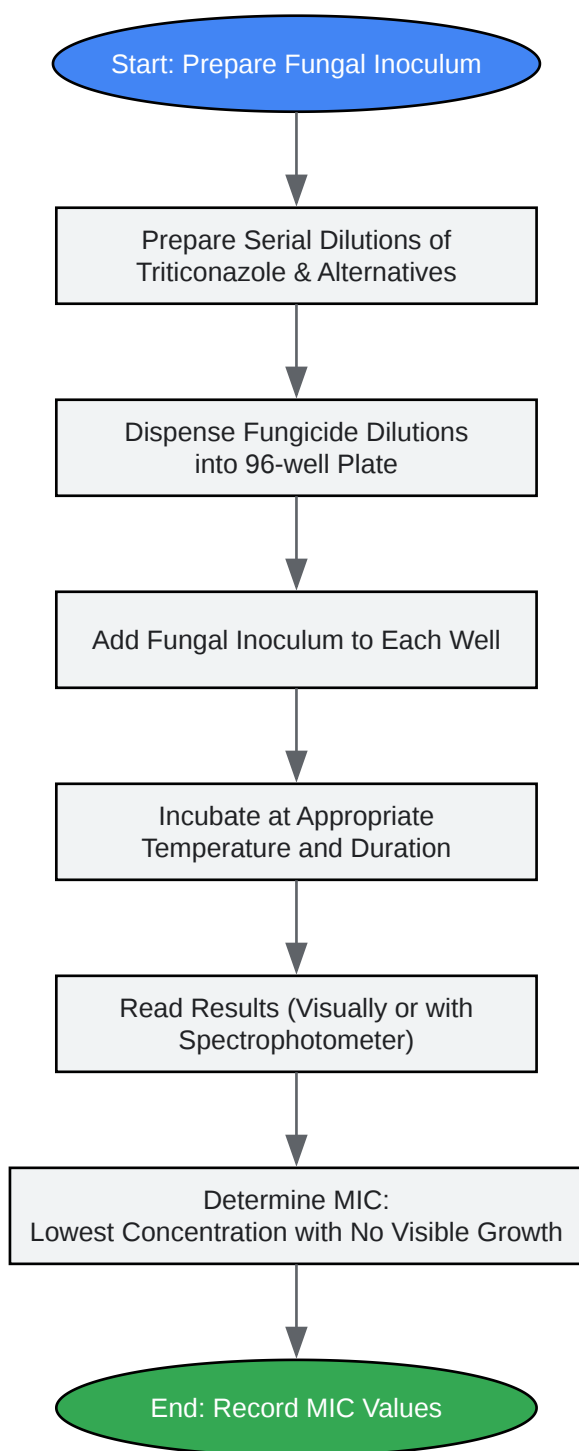 Start: Prepare Fungal Inoculum
Prepare Serial Dilutions of
Triticonazole & Alternatives
Dispense Fungicide Dilutions
into 96-well Plate
Add Fungal Inoculum to Each Well
Incubate at Appropriate
Temperature and Duration
Read Results (Visually or with
Spectrophotometer)
Determine MIC:
Lowest Concentration with No Visible Growth
End: Record MIC Values